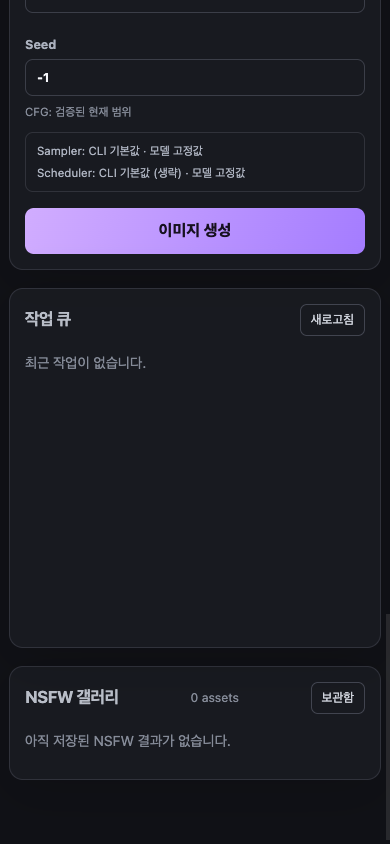 Seed
-1
CFG: 검증된 현재 범위
Sampler: CLI 기본값 · 모델 고정값
Scheduler: CLI 기본값 (생략) · 모델 고정값
이미지 생성
작업 큐
새로고침
최근 작업이 없습니다.
NSFW 갤러리
0 assets
보관함
아직 저장된 NSFW 결과가 없습니다.